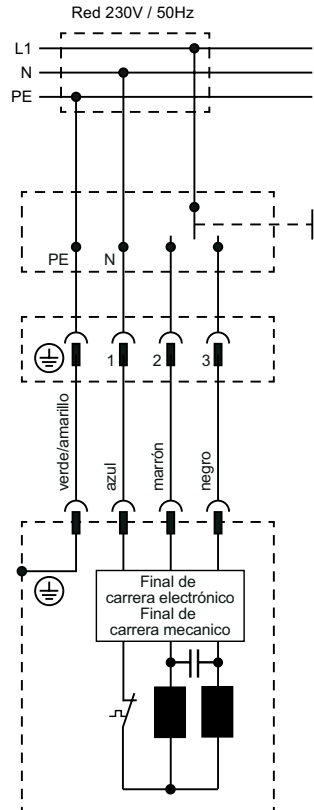 Red 230V / 50Hz
L1
N
PE
PE N
1 2 3
verde/amarillo
azul
marrón
negro
Final de
carrera electrónico
Final de
carrera mecanico